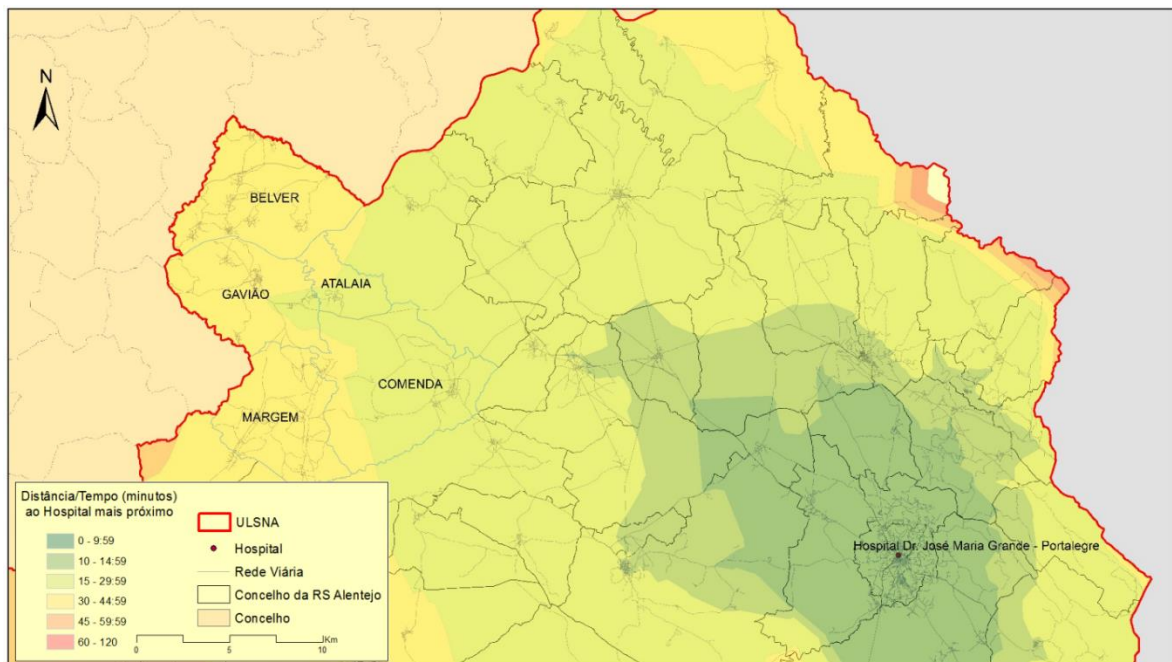 N
BELVER
ATALAIA
GAVIÃO
COMENDA
MARGEM
Hospital Dr. José Maria Grande - Portalegre
Distância/Tempo (minutos)
ao Hospital mais próximo
0 - 9:59
10 - 14:59
15 - 29:59
30 - 44:59
45 - 59:59
60 - 120
ULSNA
Hospital
Rede Viária
Concelho da RS Alentejo
Concelho
0 5 10 Km